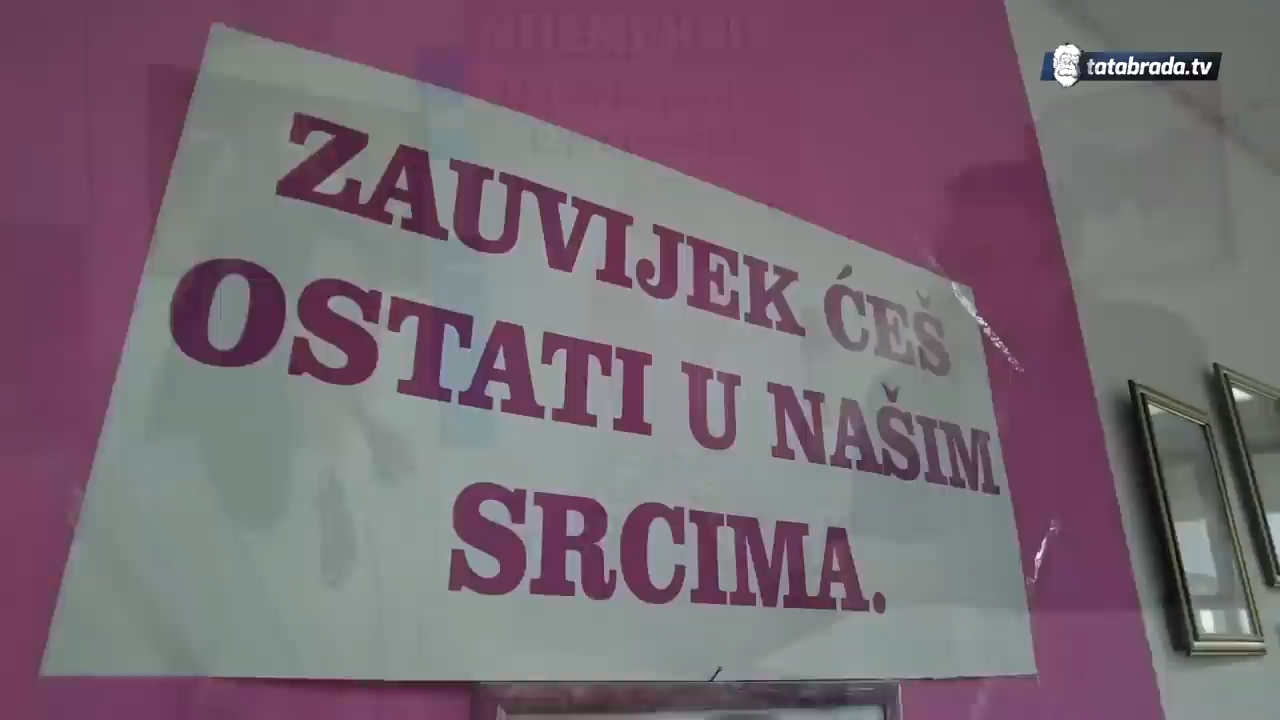 tatabrada.tv
ZAUVIJEK ĆEŠ
OSTATI U NAŠIM
SRCIMA.